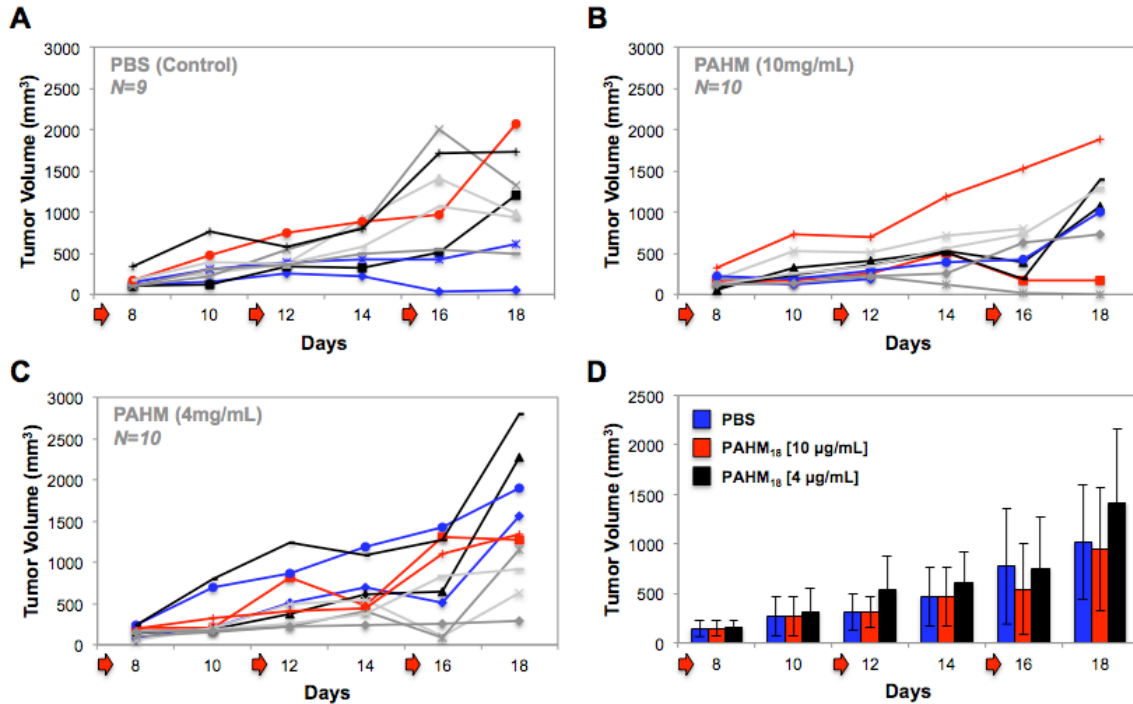 A
PBS (Control)
N=9
Tumor Volume (mm³)
3000
2500
2000
1500
1000
500
0
8 10 12 14 16 18
Days
B
PAHM (10mg/mL)
N=10
Tumor Volume (mm³)
3000
2500
2000
1500
1000
500
0
8 10 12 14 16 18
Days
C
PAHM (4mg/mL)
N=10
Tumor Volume (mm³)
3000
2500
2000
1500
1000
500
0
8 10 12 14 16 18
Days
D
PBS
PAHM₁₈ [10 µg/mL]
PAHM₁₈ [4 µg/mL]
Tumor Volume (mm³)
2500
2000
1500
1000
500
0
8 10 12 14 16 18
Days